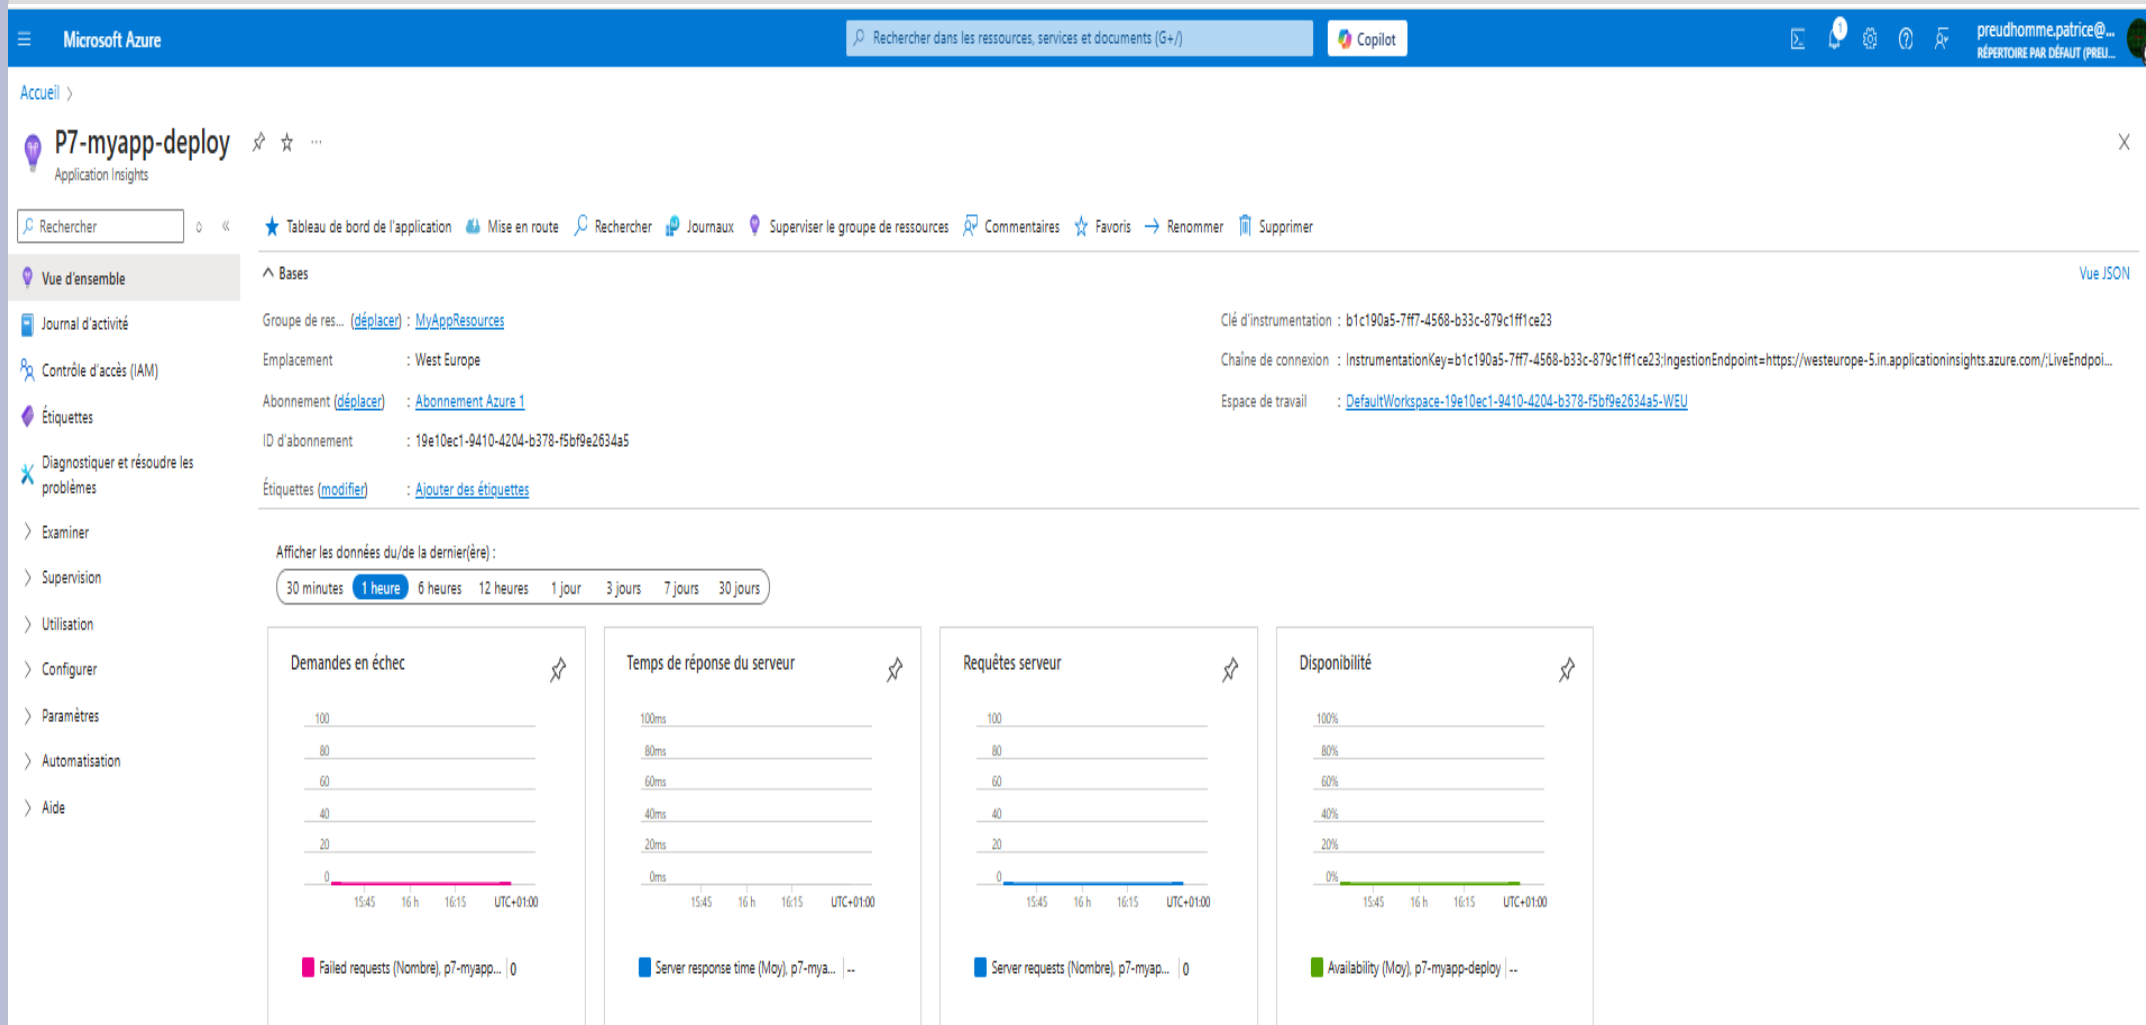 Microsoft Azure
Rechercher dans les ressources, services et documents (G+/)
Copilot
1
preudhomme.patrice@...
RÉPERTOIRE PAR DÉFAUT (PREU...
Accueil >
P7-myapp-deploy
Application Insights
Rechercher
Tableau de bord de l'application
Mise en route
Rechercher
Journaux
Superviser le groupe de ressources
Commentaires
Favoris
Renommer
Supprimer
Vue d'ensemble
Journal d'activité
Contrôle d'accès (IAM)
Étiquettes
Diagnostiquer et résoudre les
problèmes
Examiner
Supervision
Utilisation
Configurer
Paramètres
Automatisation
Aide
Bases
Vue JSON
Groupe de res... (déplacer) : MyAppResources
Emplacement : West Europe
Abonnement (déplacer) : Abonnement Azure 1
ID d'abonnement : 19e10ec1-9410-4204-b378-f5bf9e2634a5
Étiquettes (modifier) : Ajouter des étiquettes
Clé d'instrumentation : b1c190a5-7ff7-4568-b33c-879c1ff1ce23
Chaîne de connexion : InstrumentationKey=b1c190a5-7ff7-4568-b33c-879c1ff1ce23;IngestionEndpoint=https://westeurope-5.in.applicationinsights.azure.com/;LiveEndpoi...
Espace de travail : DefaultWorkspace-19e10ec1-9410-4204-b378-f5bf9e2634a5-WEU
Afficher les données du/de la dernier(ère) :
30 minutes 1 heure 6 heures 12 heures 1 jour 3 jours 7 jours 30 jours
Demandes en échec
100
80
60
40
20
0
15:45 16 h 16:15 UTC+01:00
Failed requests (Nombre), p7-myapp... 0
Temps de réponse du serveur
100ms
80ms
60ms
40ms
20ms
0ms
15:45 16 h 16:15 UTC+01:00
Server response time (Moy), p7-mya... --
Requêtes serveur
100
80
60
40
20
0
15:45 16 h 16:15 UTC+01:00
Server requests (Nombre), p7-myap... 0
Disponibilité
100%
80%
60%
40%
20%
0%
15:45 16 h 16:15 UTC+01:00
Availability (Moy), p7-myapp-deploy --